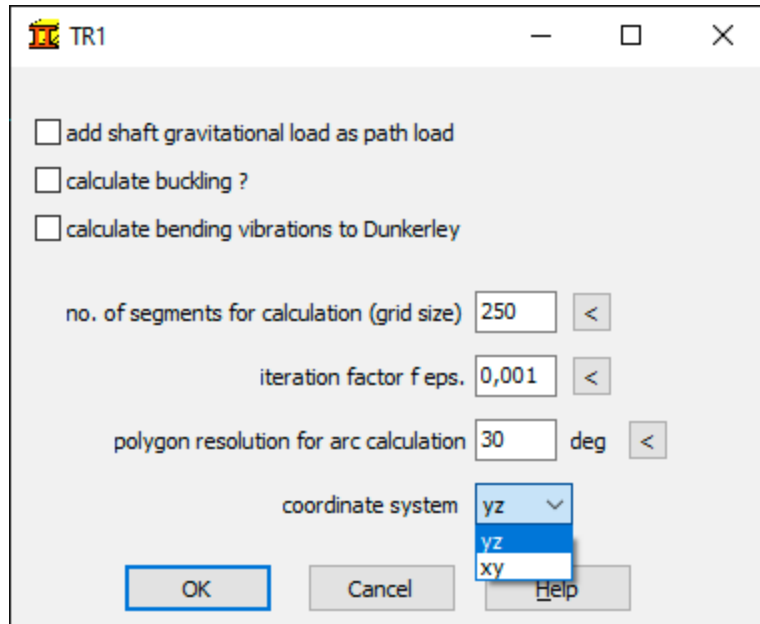 TR1
add shaft gravitational load as path load
calculate buckling ?
calculate bending vibrations to Dunkerley
no. of segments for calculation (grid size) 250 <
iteration factor f eps. 0,001 <
polygon resolution for arc calculation 30 deg <
coordinate system yz
yz
xy
OK Cancel Help